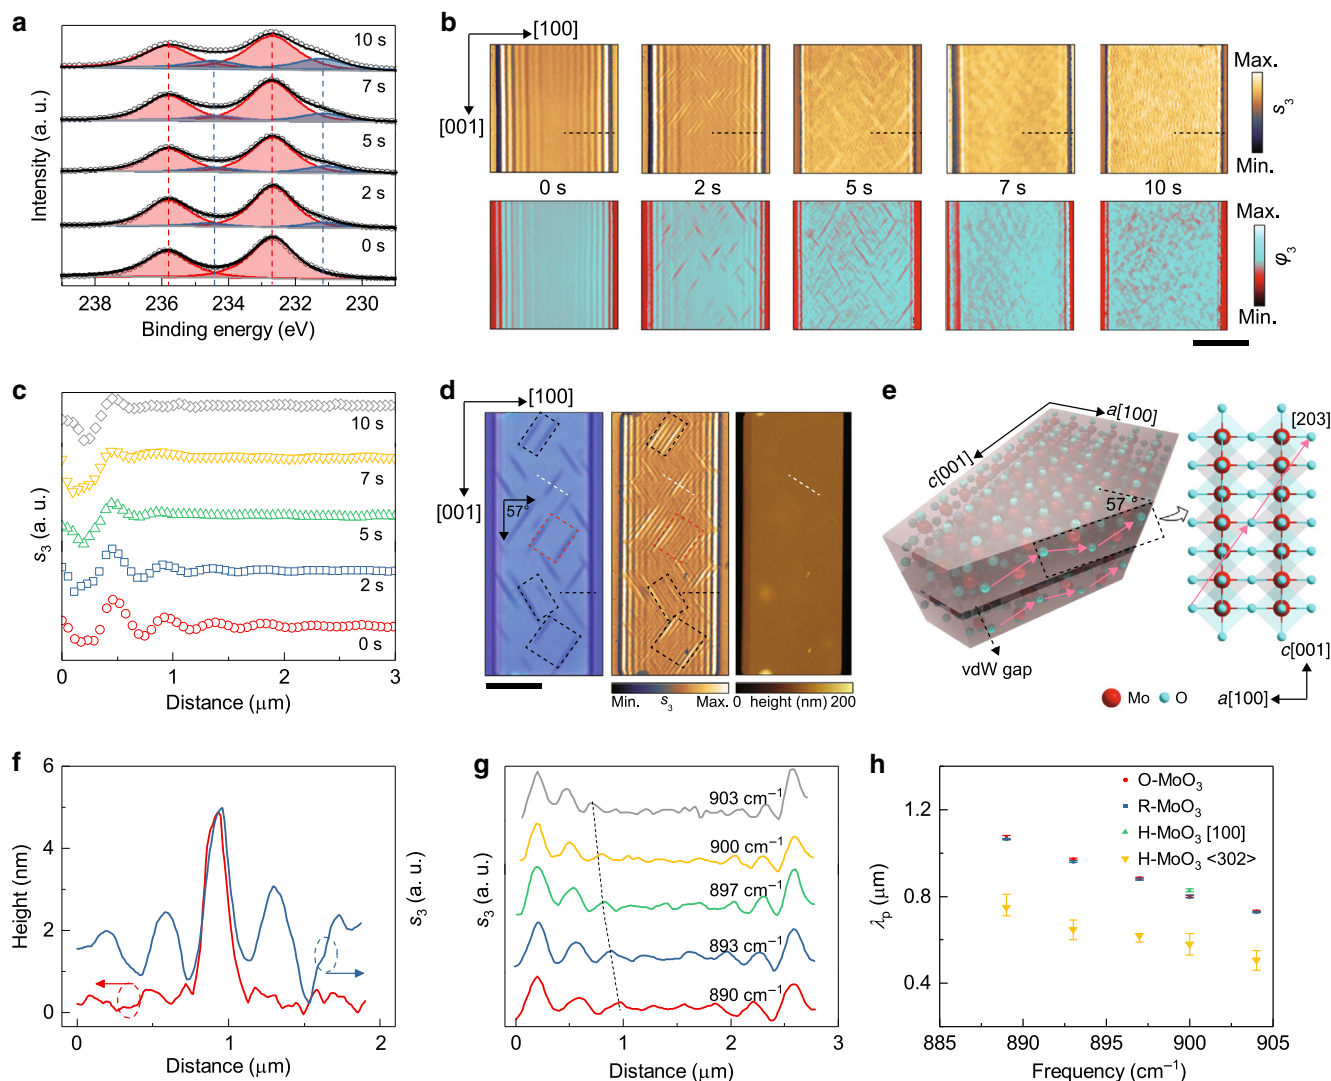 a
10 s
7 s
5 s
2 s
0 s
Intensity (a. u.)
238
236
234
232
230
Binding energy (eV)
b
[100]
[001]
0 s
2 s
5 s
7 s
10 s
Max.
s3
Min.
Max.
φ3
Min.
c
10 s
7 s
5 s
2 s
0 s
s3 (a. u.)
0
1
2
3
Distance (μm)
d
[100]
[001]
57°
Min. s3 Max.
0 height (nm) 200
e
a[100]
c[001]
57°
vdW gap
[203]
c[001]
a[100]
Mo
O
f
6
4
2
0
Height (nm)
s3 (a. u.)
0
1
2
Distance (μm)
g
903 cm⁻¹
900 cm⁻¹
897 cm⁻¹
893 cm⁻¹
890 cm⁻¹
s3 (a. u.)
0
1
2
3
Distance (μm)
h
O-MoO₃
R-MoO₃
H-MoO₃ [100]
H-MoO₃ <302>
1.2
0.8
0.4
λp (μm)
885
890
895
900
905
Frequency (cm⁻¹)